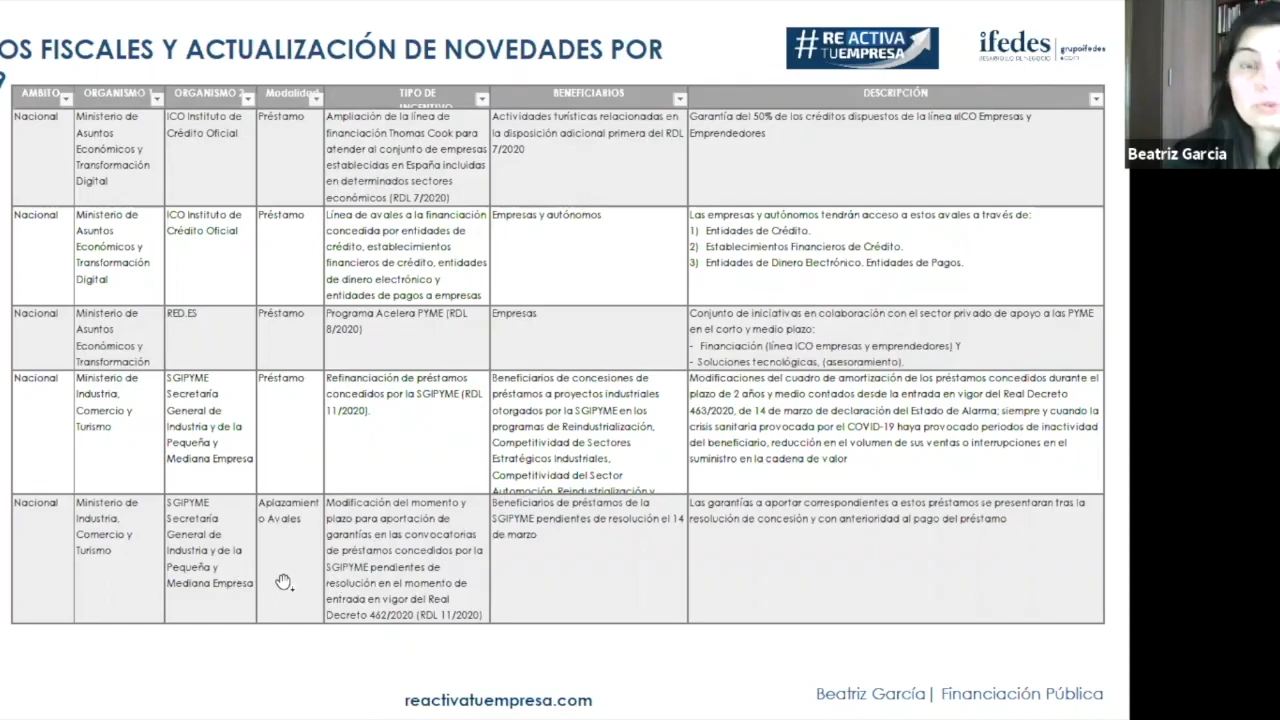 OS FISCALES Y ACTUALIZACIÓN DE NOVEDADES POR
# RE ACTIVA
TUEMPRESA
ifedes
DESARROLLO DE NEGOCIO
grupoifedes
.com
Beatriz Garcia
AMBITO
ORGANISMO 1
ORGANISMO 2
Modalidad
TIPO DE
INCENTIVO
BENEFICIARIOS
DESCRIPCIÓN
Nacional
Ministerio de
Asuntos
Económicos y
Transformación
Digital
ICO Instituto de
Crédito Oficial
Préstamo
Ampliación de la línea de
financiación Thomas Cook para
atender al conjunto de empresas
establecidas en España incluidas
en determinados sectores
económicos (RDL 7/2020)
Actividades turísticas relacionadas en
la disposición adicional primera del RDL
7/2020
Garantía del 50% de los créditos dispuestos de la línea «ICO Empresas y
Emprendedores
Nacional
Ministerio de
Asuntos
Económicos y
Transformación
Digital
ICO Instituto de
Crédito Oficial
Préstamo
Línea de avales a la financiación
concedida por entidades de
crédito, establecimientos
financieros de crédito, entidades
de dinero electrónico y
entidades de pagos a empresas
Empresas y autónomos
Las empresas y autónomos tendrán acceso a estos avales a través de:
1) Entidades de Crédito.
2) Establecimientos Financieros de Crédito.
3) Entidades de Dinero Electrónico. Entidades de Pagos.
Nacional
Ministerio de
Asuntos
Económicos y
Transformación
RED.ES
Préstamo
Programa Acelera PYME (RDL
8/2020)
Empresas
Conjunto de iniciativas en colaboración con el sector privado de apoyo a las PYME
en el corto y medio plazo:
- Financiación (línea ICO empresas y emprendedores) Y
- Soluciones tecnológicas, (asesoramiento).
Nacional
Ministerio de
Industria,
Comercio y
Turismo
SGIPYME
Secretaría
General de
Industria y de la
Pequeña y
Mediana Empresa
Préstamo
Refinanciación de préstamos
concedidos por la SGIPYME (RDL
11/2020).
Beneficiarios de concesiones de
préstamos a proyectos industriales
otorgados por la SGIPYME en los
programas de Reindustrialización,
Competitividad de Sectores
Estratégicos Industriales,
Competitividad del Sector
Automoción, Reindustrialización y
Modificaciones del cuadro de amortización de los préstamos concedidos durante el
plazo de 2 años y medio contados desde la entrada en vigor del Real Decreto
463/2020, de 14 de marzo de declaración del Estado de Alarma; siempre y cuando la
crisis sanitaria provocada por el COVID-19 haya provocado periodos de inactividad
del beneficiario, reducción en el volumen de sus ventas o interrupciones en el
suministro en la cadena de valor
Nacional
Ministerio de
Industria,
Comercio y
Turismo
SGIPYME
Secretaría
General de
Industria y de la
Pequeña y
Mediana Empresa
Aplazamient
o Avales
Modificación del momento y
plazo para aportación de
garantías en las convocatorias
de préstamos concedidos por la
SGIPYME pendientes de
resolución en el momento de
entrada en vigor del Real
Decreto 462/2020 (RDL 11/2020)
Beneficiarios de préstamos de la
SGIPYME pendientes de resolución el 14
de marzo
Las garantías a aportar correspondientes a estos préstamos se presentaran tras la
resolución de concesión y con anterioridad al pago del préstamo
reactivatuempresa.com
Beatriz García| Financiación Pública